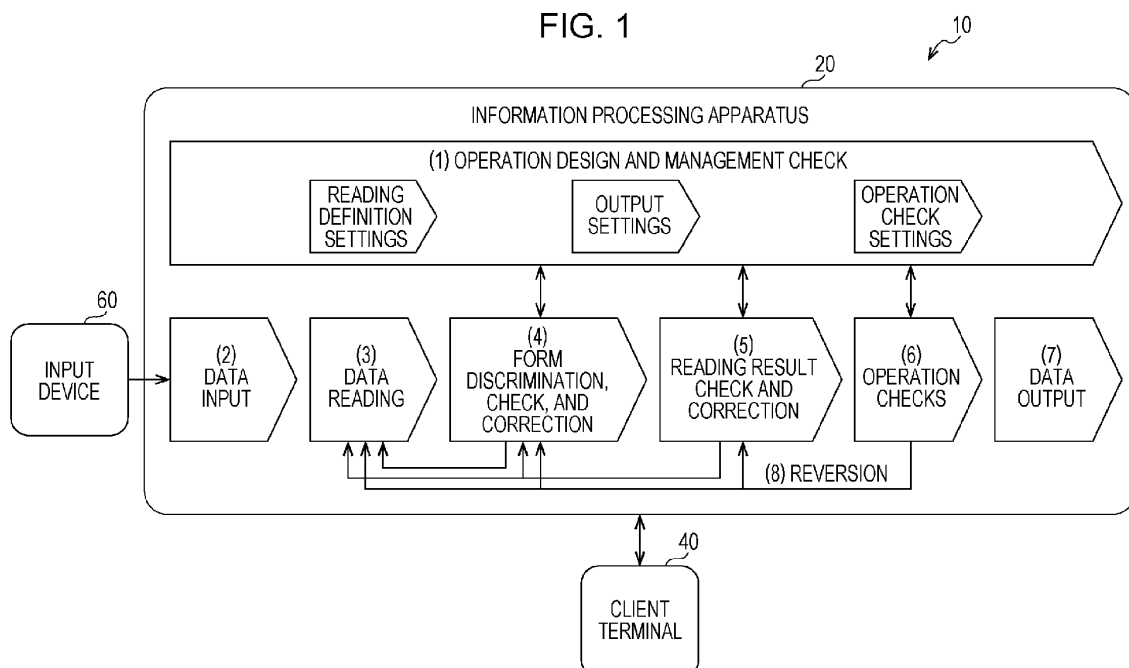 FIG. 1
10
20
INFORMATION PROCESSING APPARATUS
(1) OPERATION DESIGN AND MANAGEMENT CHECK
READING
DEFINITION
SETTINGS
OUTPUT
SETTINGS
OPERATION
CHECK
SETTINGS
60
INPUT
DEVICE
(2)
DATA
INPUT
(3)
DATA
READING
(4)
FORM
DISCRIMINATION,
CHECK, AND
CORRECTION
(5)
READING RESULT
CHECK AND
CORRECTION
(6)
OPERATION
CHECKS
(7)
DATA
OUTPUT
(8) REVERSION
40
CLIENT
TERMINAL